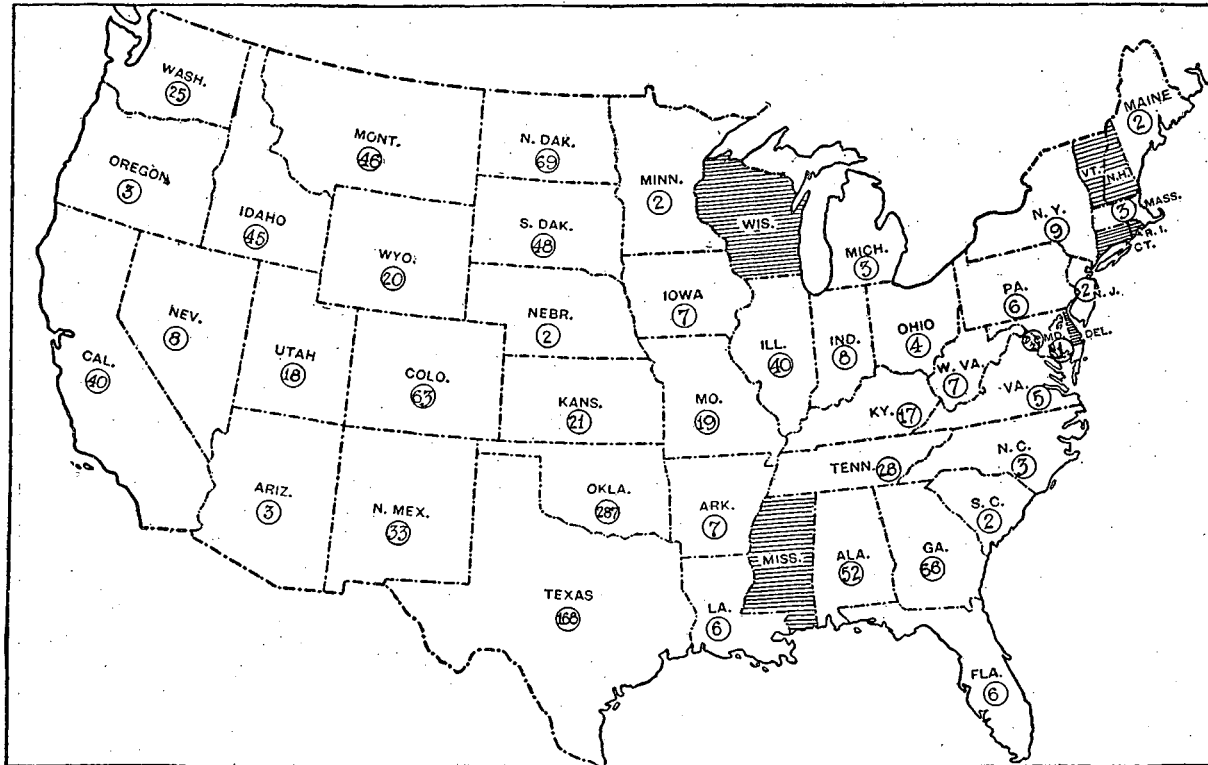 WASH.
25
OREGON
3
CAL.
40
IDAHO
45
NEV.
8
MONT.
46
WYO.
20
UTAH
18
COLO.
63
ARIZ.
3
N. MEX.
33
N. DAK.
69
S. DAK.
48
NEBR.
2
KANS.
21
OKLA.
287
TEXAS
168
MINN.
2
IOWA
7
MO.
19
ARK.
7
LA.
6
WIS.
ILL.
40
MICH.
3
IND.
8
OHIO
4
KY. 17
TENN. 28
MISS.
ALA.
52
GA.
FLA.
6
S. C.
2
N. C.
3
VA.
5
W. VA.
7
PA.
6
N. Y.
9
MAINE
2
VT.
N.H.
3 MASS.
R. I.
CT.
2 N. J.
DEL.
MD.